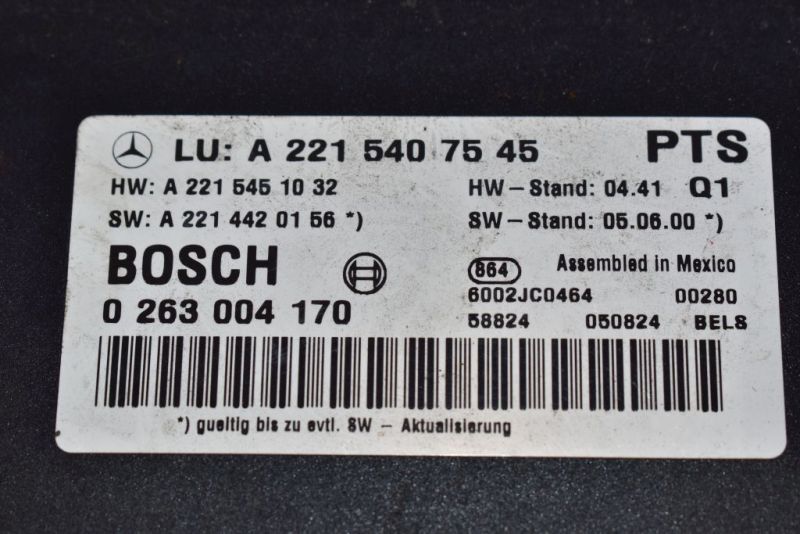 LU: A 221 540 75 45 PTS
HW: A 221 545 10 32 HW-Stand: 04.41 Q1
SW: A 221 442 01 56 *) SW-Stand: 05.06.00 *)
BOSCH 864 Assembled in Mexico
0 263 004 170 6002JC0464 00280
58824 050824 BELS
*) gueltig bis zu evtl. SW - Aktualisierung